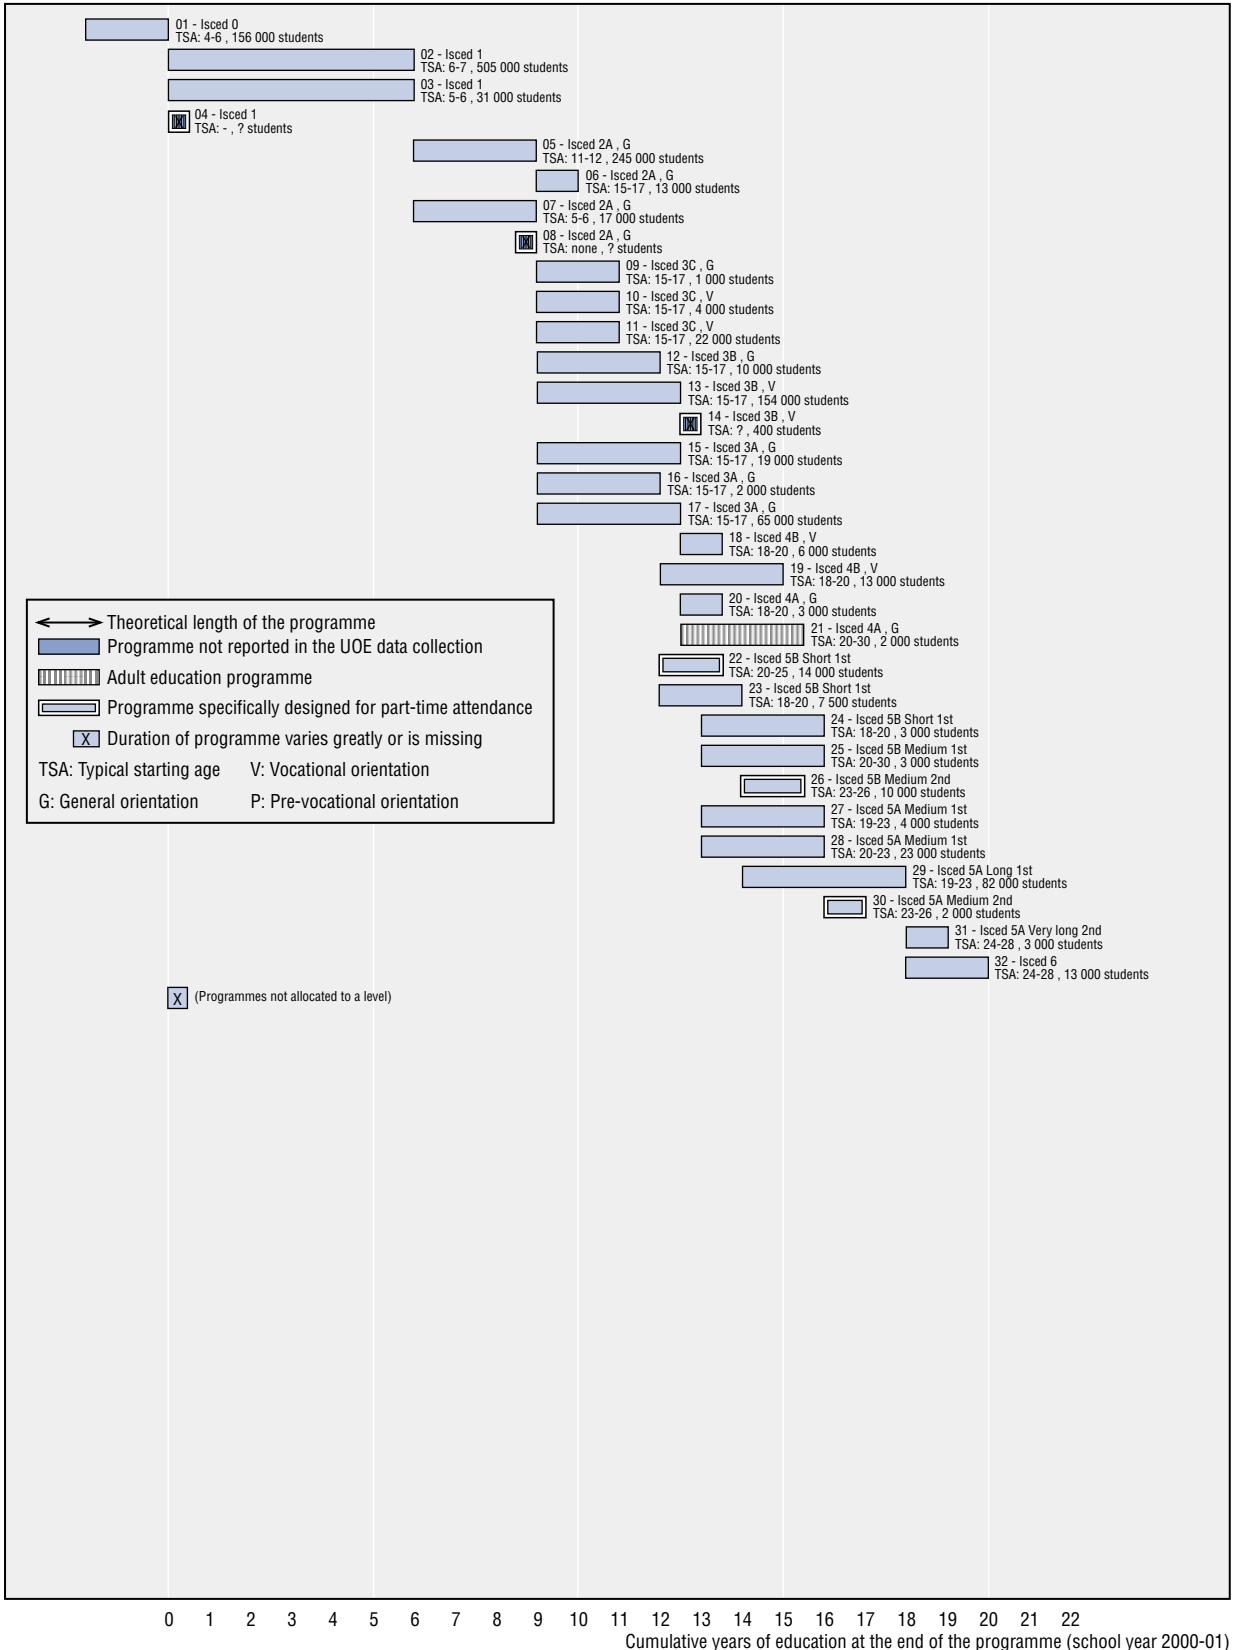 01 - Isced 0
TSA: 4-6 , 156 000 students
02 - Isced 1
TSA: 6-7 , 505 000 students
03 - Isced 1
TSA: 5-6 , 31 000 students
04 - Isced 1
TSA: - , ? students
05 - Isced 2A , G
TSA: 11-12 , 245 000 students
06 - Isced 2A , G
TSA: 15-17 , 13 000 students
07 - Isced 2A , G
TSA: 5-6 , 17 000 students
08 - Isced 2A , G
TSA: none , ? students
09 - Isced 3C , G
TSA: 15-17 , 1 000 students
10 - Isced 3C , V
TSA: 15-17 , 4 000 students
11 - Isced 3C , V
TSA: 15-17 , 22 000 students
12 - Isced 3B , G
TSA: 15-17 , 10 000 students
13 - Isced 3B , V
TSA: 15-17 , 154 000 students
14 - Isced 3B , V
TSA: ? , 400 students
15 - Isced 3A , G
TSA: 15-17 , 19 000 students
16 - Isced 3A , G
TSA: 15-17 , 2 000 students
17 - Isced 3A , G
TSA: 15-17 , 65 000 students
18 - Isced 4B , V
TSA: 18-20 , 6 000 students
19 - Isced 4B , V
TSA: 18-20 , 13 000 students
20 - Isced 4A , G
TSA: 18-20 , 3 000 students
21 - Isced 4A , G
TSA: 20-30 , 2 000 students
22 - Isced 5B Short 1st
TSA: 20-25 , 14 000 students
23 - Isced 5B Short 1st
TSA: 18-20 , 7 500 students
24 - Isced 5B Short 1st
TSA: 18-20 , 3 000 students
25 - Isced 5B Medium 1st
TSA: 20-30 , 3 000 students
26 - Isced 5B Medium 2nd
TSA: 23-26 , 10 000 students
27 - Isced 5A Medium 1st
TSA: 19-23 , 4 000 students
28 - Isced 5A Medium 1st
TSA: 20-23 , 23 000 students
29 - Isced 5A Long 1st
TSA: 19-23 , 82 000 students
30 - Isced 5A Medium 2nd
TSA: 23-26 , 2 000 students
31 - Isced 5A Very long 2nd
TSA: 24-28 , 3 000 students
32 - Isced 6
TSA: 24-28 , 13 000 students
X (Programmes not allocated to a level)
Theoretical length of the programme
Programme not reported in the UOE data collection
Adult education programme
Programme specifically designed for part-time attendance
X Duration of programme varies greatly or is missing
TSA: Typical starting age V: Vocational orientation
G: General orientation P: Pre-vocational orientation
0 1 2 3 4 5 6 7 8 9 10 11 12 13 14 15 16 17 18 19 20 21 22
Cumulative years of education at the end of the programme (school year 2000-01)